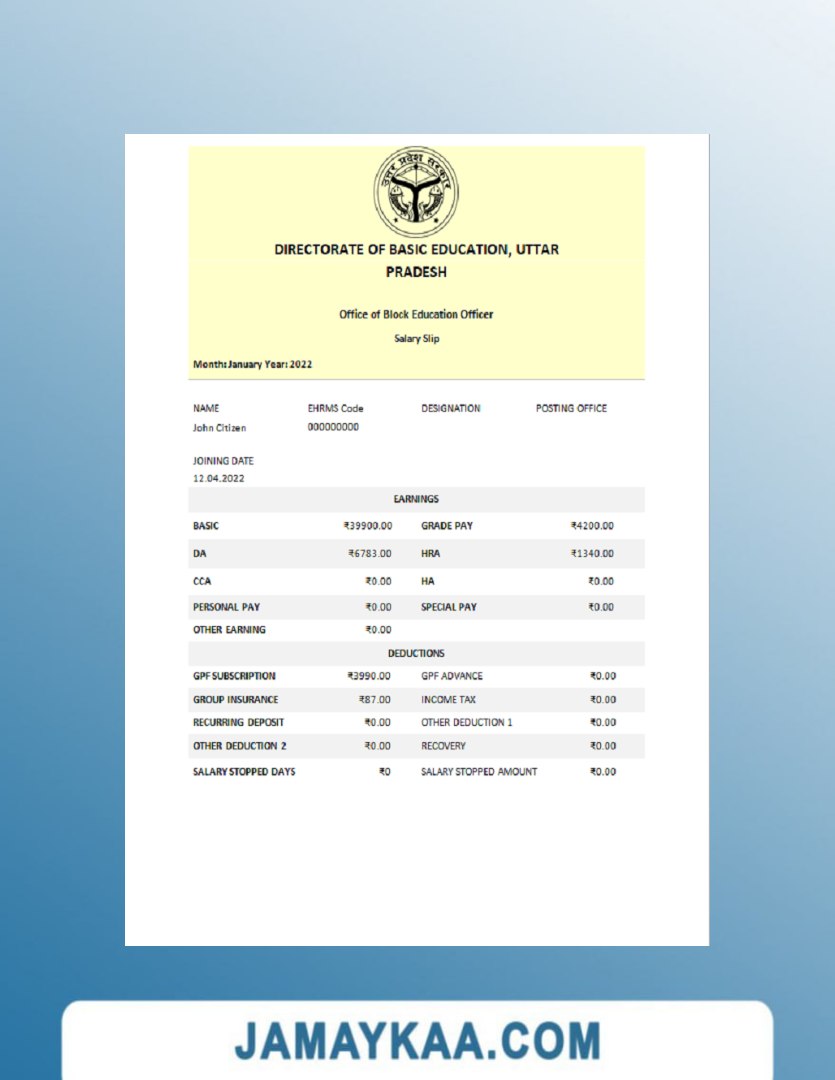 उत्तर प्रदेश सरकार
DIRECTORATE OF BASIC EDUCATION, UTTAR
PRADESH
Office of Block Education Officer
Salary Slip
Month: January Year: 2022
NAME EHRMS Code DESIGNATION POSTING OFFICE
John Citizen 000000000
JOINING DATE
12.04.2022
EARNINGS
BASIC ₹39900.00 GRADE PAY ₹4200.00
DA ₹6783.00 HRA ₹1340.00
CCA ₹0.00 HA ₹0.00
PERSONAL PAY ₹0.00 SPECIAL PAY ₹0.00
OTHER EARNING ₹0.00
DEDUCTIONS
GPF SUBSCRIPTION ₹3990.00 GPF ADVANCE ₹0.00
GROUP INSURANCE ₹87.00 INCOME TAX ₹0.00
RECURRING DEPOSIT ₹0.00 OTHER DEDUCTION 1 ₹0.00
OTHER DEDUCTION 2 ₹0.00 RECOVERY ₹0.00
SALARY STOPPED DAYS ₹0 SALARY STOPPED AMOUNT ₹0.00
JAMAYKAA.COM